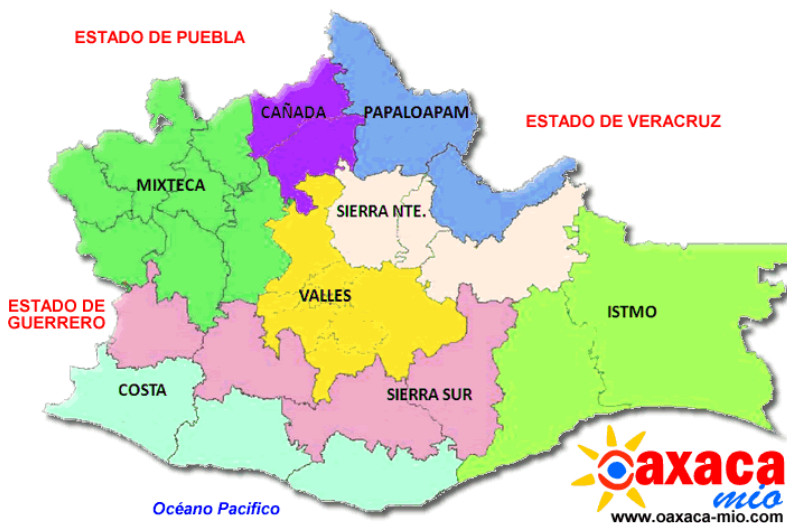 ESTADO DE PUEBLA
CAÑADA
PAPALOAPAM
ESTADO DE VERACRUZ
MIXTECA
SIERRA NTE.
VALLES
ESTADO DE
GUERRERO
ISTMO
COSTA
SIERRA SUR
Océano Pacifico
oaxaca
mio
www.oaxaca-mio.com